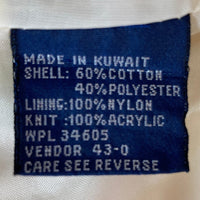 MADE IN KUWAIT
SHELL: 60%COTTON
40%POLYESTER
LINING:100%NYLON
KNIT :100%ACRYLIC
WPL 34605
VENDOR 43-0
CARE SEE REVERSE